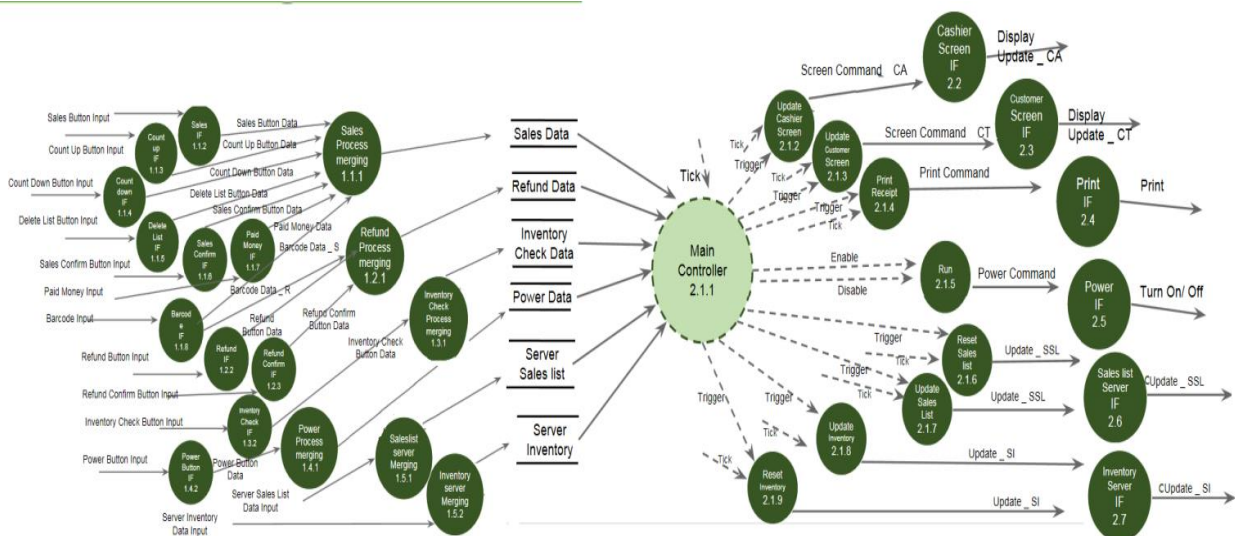 Sales Button Input
Count Up Button Input
Count Down Button Input
Delete List Button Input
Sales Confirm Button Input
Paid Money Input
Barcode Input
Refund Button Input
Refund Confirm Button Input
Inventory Check Button Input
Power Button Input
Server Sales List
Data Input
Server Inventory
Data Input
Sales
IF
1.1.2
Count
up
IF
1.1.3
Count
down
IF
1.1.4
Delete
List
IF
1.1.5
Sales
Confirm
IF
1.1.6
Paid
Money
IF
1.1.7
Barcod
e
IF
1.1.8
Refund
IF
1.2.2
Refund
Confirm
IF
1.2.3
Inventory
Check
IF
1.3.2
Power
Button
IF
1.4.2
Sales Button Data
Count Up Button Data
Count Down Button Data
Delete List Button Data
Sales Confirm Button Data
Paid Money Data
Barcode Data _ S
Barcode Data _ R
Refund
Button Data
Refund Confirm
Button Data
Inventory Check
Button Data
Power Button
Data
Sales
Process
merging
1.1.1
Refund
Process
merging
1.2.1
Inventory
Check
Process
merging
1.3.1
Power
Process
merging
1.4.1
Saleslist
server
Merging
1.5.1
Inventory
server
Merging
1.5.2
Sales Data
Refund Data
Inventory
Check Data
Power Data
Server
Sales list
Server
Inventory
Tick
Main
Controller
2.1.1
Tick
Trigger
Tick
Trigger
Trigger
Tick
Enable
Disable
Trigger
Tick
Trigger
Tick
Trigger
Tick
Trigger
Tick
Update
Cashier
Screen
2.1.2
Update
Customer
Screen
2.1.3
Print
Receipt
2.1.4
Run
2.1.5
Reset
Sales
list
2.1.6
Update
Sales
List
2.1.7
Update
Inventory
2.1.8
Reset
Inventory
2.1.9
Screen Command _ CA
Screen Command _ CT
Print Command
Power Command
Update _ SSL
Update _ SSL
Update _ SI
Update _ SI
Cashier
Screen
IF
2.2
Customer
Screen
IF
2.3
Print
IF
2.4
Power
IF
2.5
Sales list
Server
IF
2.6
Inventory
Server
IF
2.7
Display
Update _ CA
Display
Update _ CT
Print
Turn On/ Off
CUpdate _ SSL
CUpdate _ SI